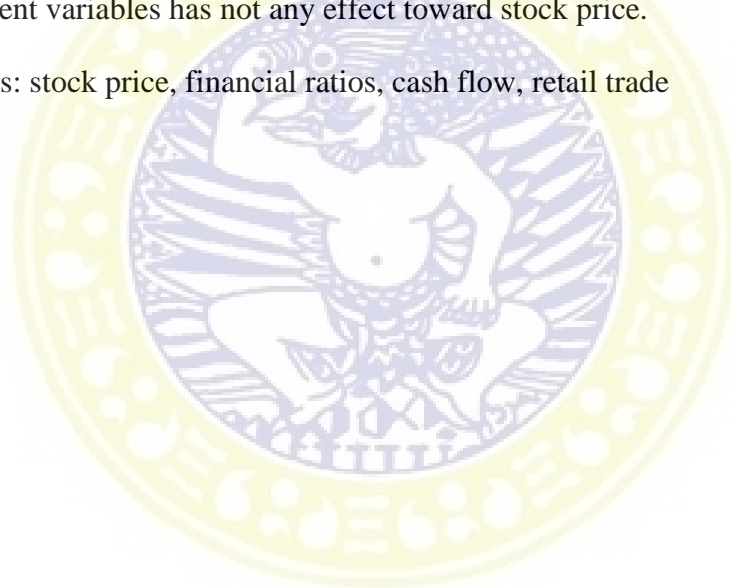 ent variables has not any effect toward stock price.
s: stock price, financial ratios, cash flow, retail trade